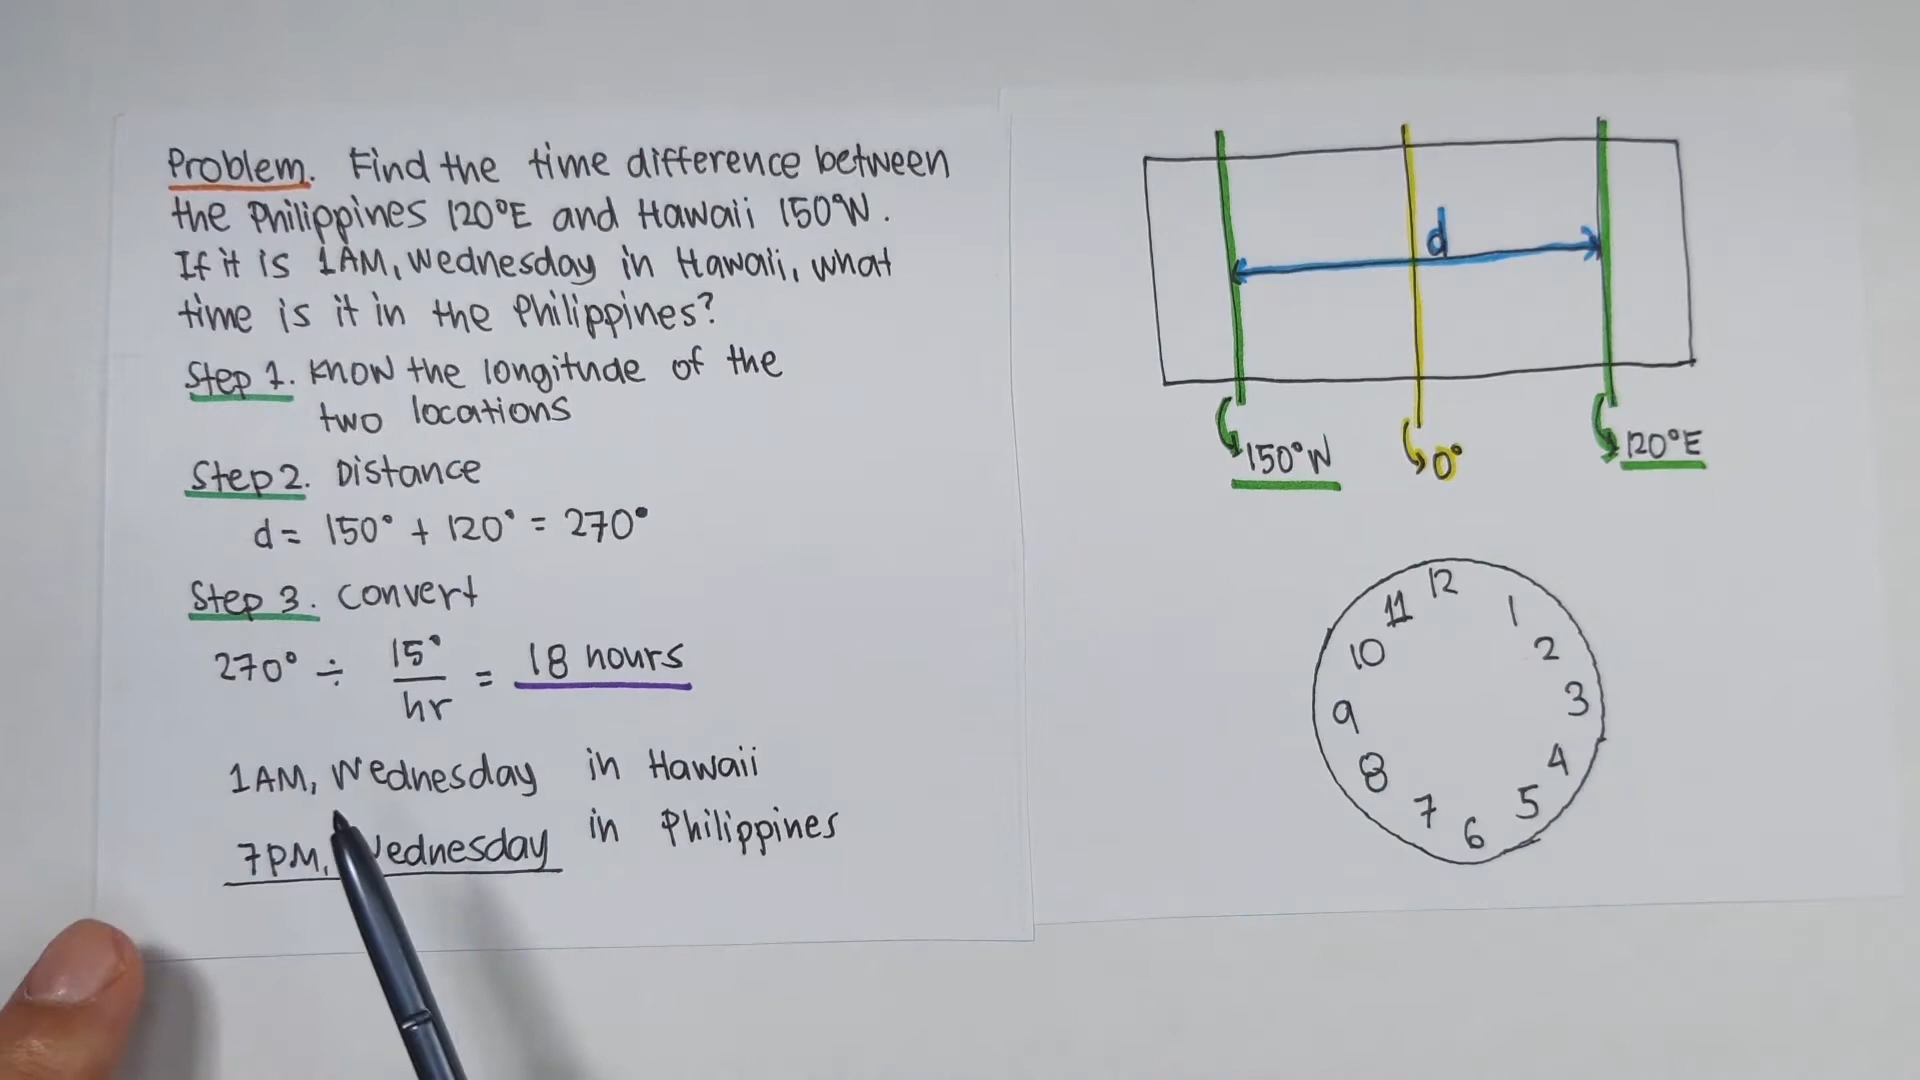 Problem. Find the time difference between
the Philippines 120°E and Hawaii 150°W.
If it is 1AM, Wednesday in Hawaii, what
time is it in the Philippines?
Step 1. Know the longitude of the
two locations
Step 2. Distance
d = 150° + 120° = 270°
Step 3. Convert
270° ÷ 15°/hr = 18 hours
1AM, Wednesday in Hawaii
7PM, Wednesday in Philippines
d
150°W
0°
120°E
12
11
1
10
2
9
3
8
4
7
5
6